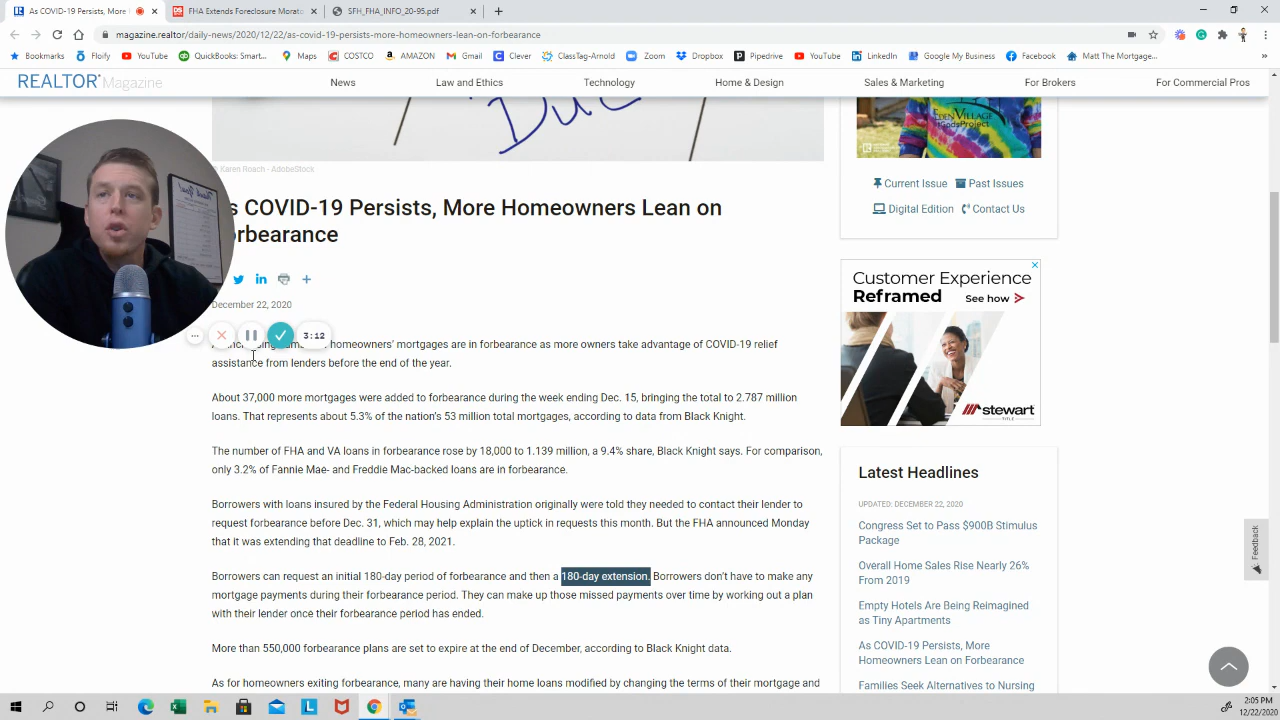 As COVID-19 Persists, More
FHA Extends Foreclosure Morato
SFH_FHA_INFO_20-95.pdf
magazine.realtor/daily-news/2020/12/22/as-covid-19-persists-more-homeowners-lean-on-forbearance
Bookmarks Floify YouTube QuickBooks: Smart... Maps COSTCO AMAZON Gmail Clever ClassTag-Arnold Zoom Dropbox Pipedrive YouTube LinkedIn Google My Business Facebook Matt The Mortgage...
REALTOR Magazine
News Law and Ethics Technology Home & Design Sales & Marketing For Brokers For Commercial Pros
Due
EDEN VILLAGE
Karen Roach - AdobeStock
Current Issue Past Issues
Digital Edition Contact Us
s COVID-19 Persists, More Homeowners Lean on
rbearance
December 22, 2020
3:12
homeowners' mortgages are in forbearance as more owners take advantage of COVID-19 relief
assistance from lenders before the end of the year.
About 37,000 more mortgages were added to forbearance during the week ending Dec. 15, bringing the total to 2.787 million
loans. That represents about 5.3% of the nation's 53 million total mortgages, according to data from Black Knight.
The number of FHA and VA loans in forbearance rose by 18,000 to 1.139 million, a 9.4% share, Black Knight says. For comparison,
only 3.2% of Fannie Mae- and Freddie Mac-backed loans are in forbearance.
Borrowers with loans insured by the Federal Housing Administration originally were told they needed to contact their lender to
request forbearance before Dec. 31, which may help explain the uptick in requests this month. But the FHA announced Monday
that it was extending that deadline to Feb. 28, 2021.
Borrowers can request an initial 180-day period of forbearance and then a 180-day extension. Borrowers don't have to make any
mortgage payments during their forbearance period. They can make up those missed payments over time by working out a plan
with their lender once their forbearance period has ended.
More than 550,000 forbearance plans are set to expire at the end of December, according to Black Knight data.
As for homeowners exiting forbearance, many are having their home loans modified by changing the terms of their mortgage and
Customer Experience
Reframed See how
stewart
TITLE
Latest Headlines
UPDATED: DECEMBER 22, 2020
Congress Set to Pass $900B Stimulus
Package
Overall Home Sales Rise Nearly 26%
From 2019
Empty Hotels Are Being Reimagined
as Tiny Apartments
As COVID-19 Persists, More
Homeowners Lean on Forbearance
Families Seek Alternatives to Nursing
Feedback
2:05 PM
12/22/2020